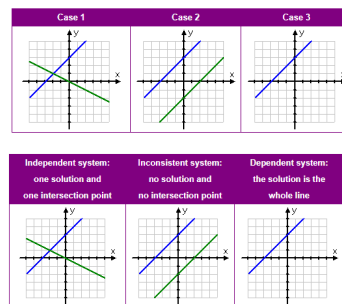 Case 1 Case 2 Case 3
y y y
x x x
Independent system: Inconsistent system: Dependent system:
one solution and no solution and the solution is the
one intersection point no intersection point whole line
y y y
x x x